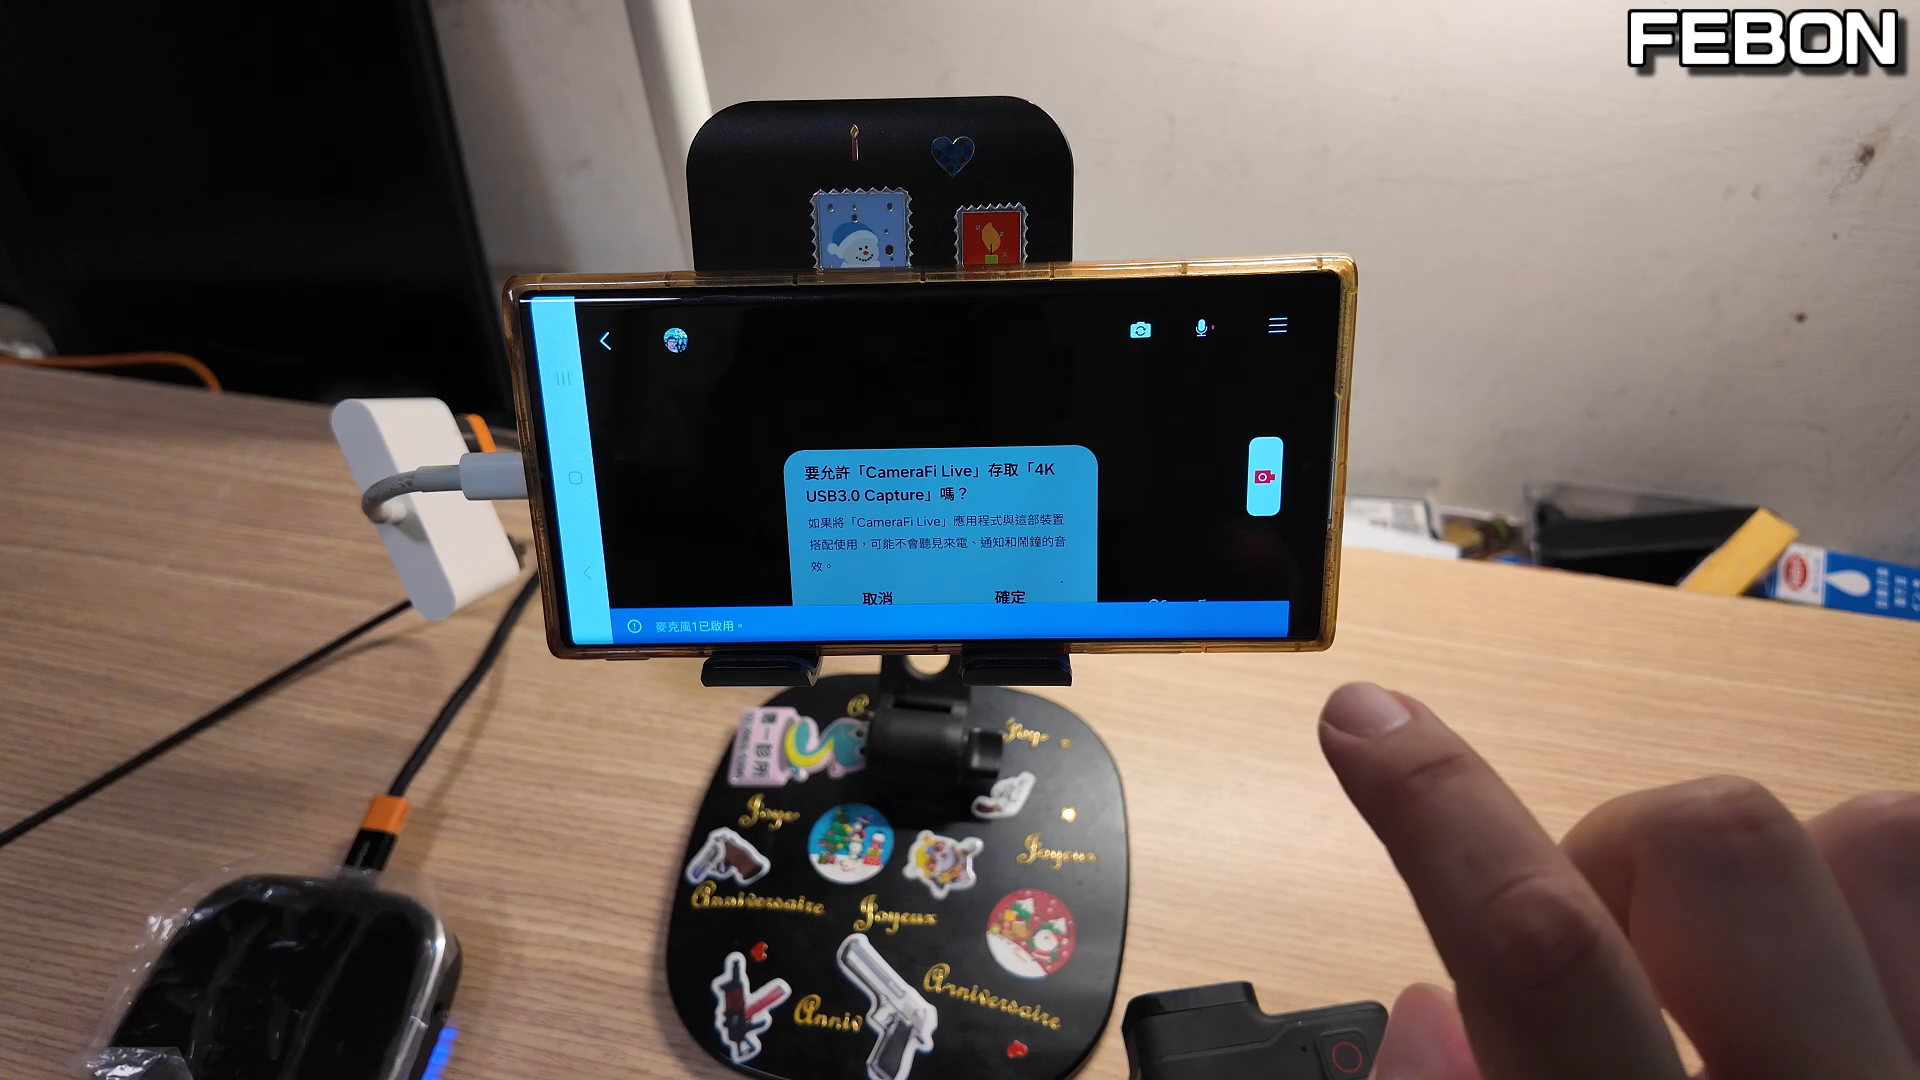 FEBON
要允許「CameraFi Live」存取「4K
USB3.0 Capture」嗎？
如果將「CameraFi Live」應用程式與這部裝置
搭配使用，可能不會聽見來電、通知和鬧鐘的音
效。
取消 確定
麥克風1已啟用。
Joye
Joyeux
Anniversaire
Joyeux
Anniversaire
Anniv